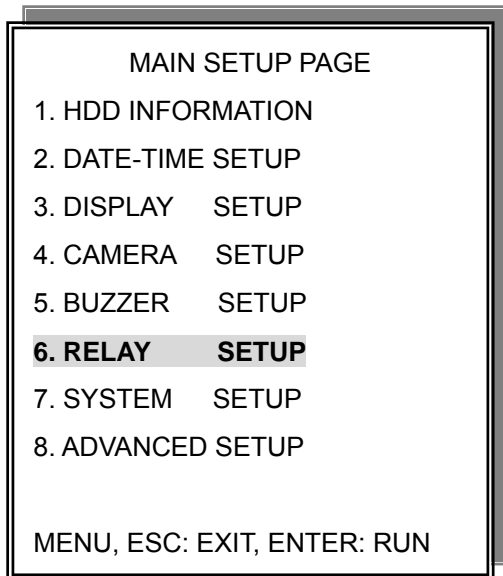 MAIN SETUP PAGE
1. HDD INFORMATION
2. DATE-TIME SETUP
3. DISPLAY SETUP
4. CAMERA SETUP
5. BUZZER SETUP
6. RELAY SETUP
7. SYSTEM SETUP
8. ADVANCED SETUP
MENU, ESC: EXIT, ENTER: RUN